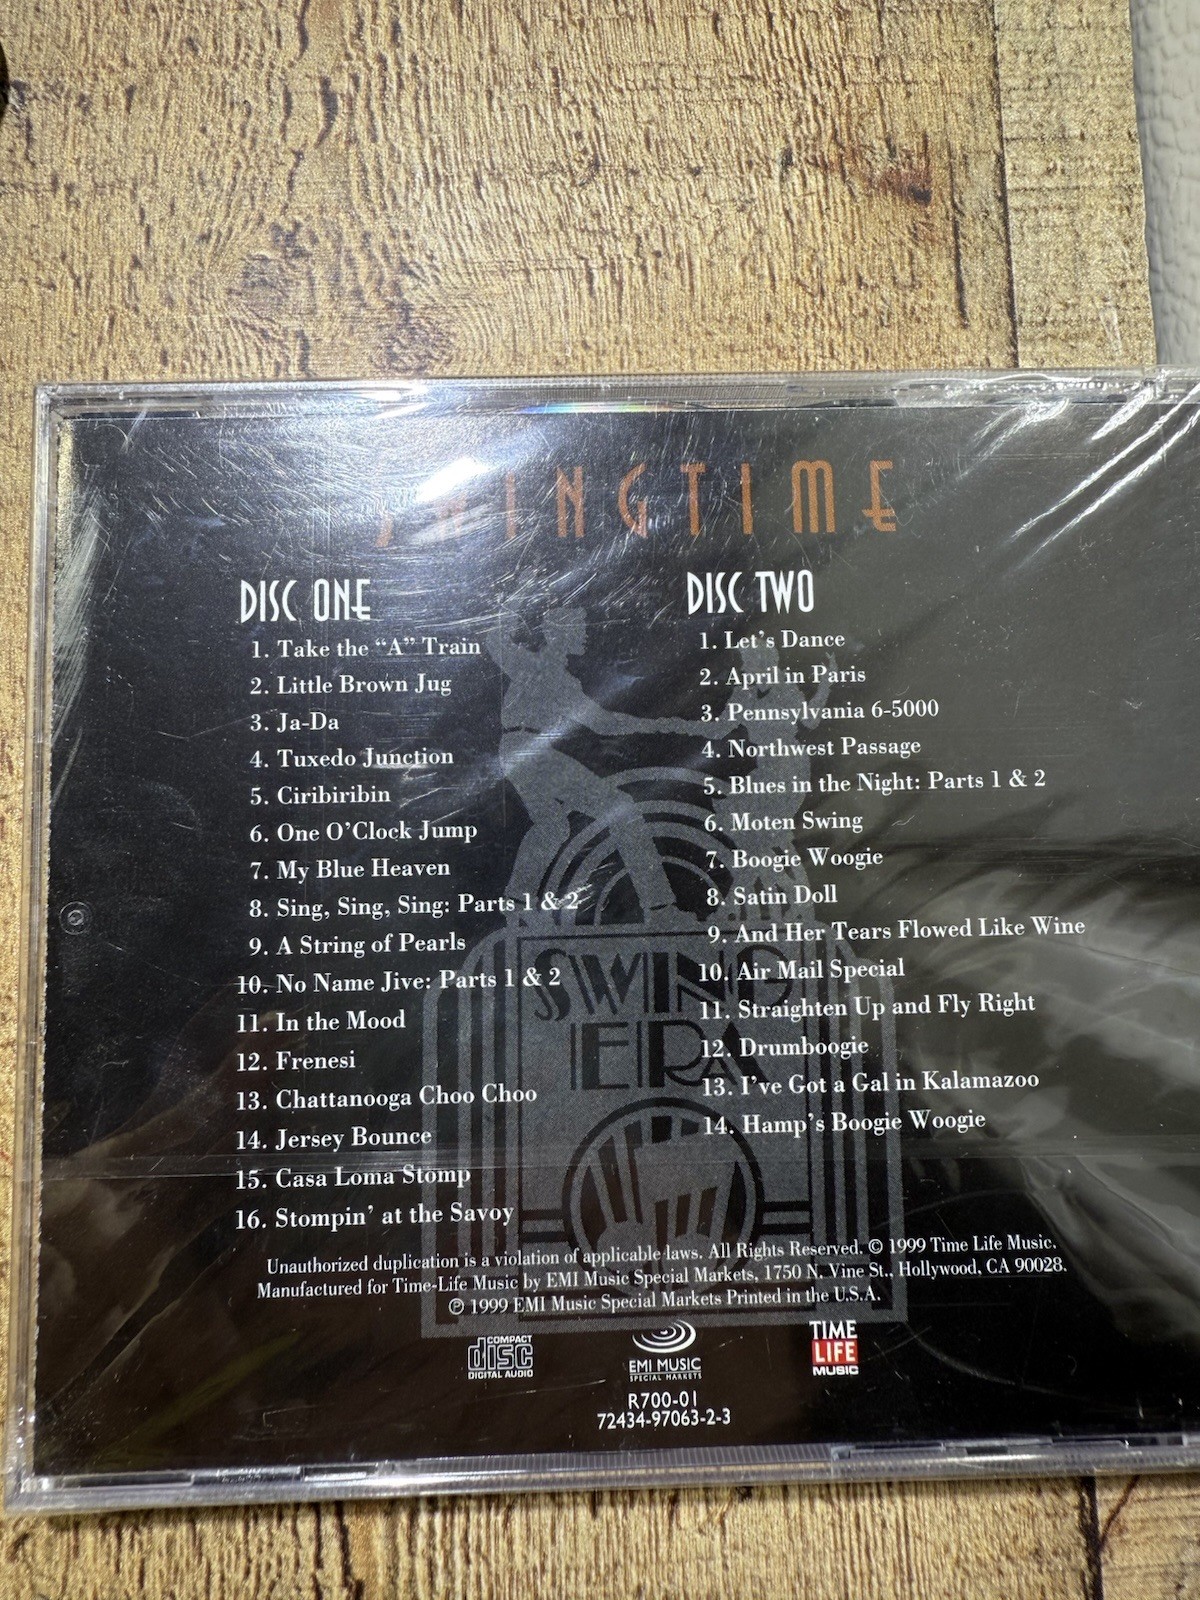 SWINGTIME
DISC ONE
1. Take the “A” Train
2. Little Brown Jug
3. Ja-Da
4. Tuxedo Junction
5. Ciribiribin
6. One O’Clock Jump
7. My Blue Heaven
8. Sing, Sing, Sing: Parts 1 & 2
9. A String of Pearls
10. No Name Jive: Parts 1 & 2
11. In the Mood
12. Frenesi
13. Chattanooga Choo Choo
14. Jersey Bounce
15. Casa Loma Stomp
16. Stompin’ at the Savoy
DISC TWO
1. Let’s Dance
2. April in Paris
3. Pennsylvania 6-5000
4. Northwest Passage
5. Blues in the Night: Parts 1 & 2
6. Moten Swing
7. Boogie Woogie
8. Satin Doll
9. And Her Tears Flowed Like Wine
10. Air Mail Special
11. Straighten Up and Fly Right
12. Drumboogie
13. I’ve Got a Gal in Kalamazoo
14. Hamp’s Boogie Woogie
SWING
ERA
Unauthorized duplication is a violation of applicable laws. All Rights Reserved. © 1999 Time Life Music.
Manufactured for Time-Life Music by EMI Music Special Markets, 1750 N. Vine St., Hollywood, CA 90028.
℗ 1999 EMI Music Special Markets Printed in the U.S.A.
COMPACT
disc
DIGITAL AUDIO
EMI MUSIC
SPECIAL MARKETS
TIME
LIFE
MUSIC
R700-01
72434-97063-2-3